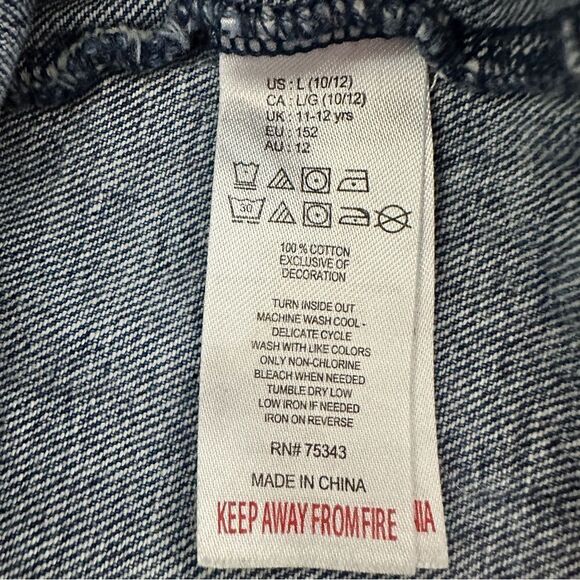 US : L (10/12)
CA : L/G (10/12)
UK : 11-12 yrs
EU : 152
AU : 12
30
100 % COTTON
EXCLUSIVE OF
DECORATION
TURN INSIDE OUT
MACHINE WASH COOL -
DELICATE CYCLE
WASH WITH LIKE COLORS
ONLY NON-CHLORINE
BLEACH WHEN NEEDED
TUMBLE DRY LOW
LOW IRON IF NEEDED
IRON ON REVERSE
RN# 75343
MADE IN CHINA
KEEP AWAY FROM FIRE